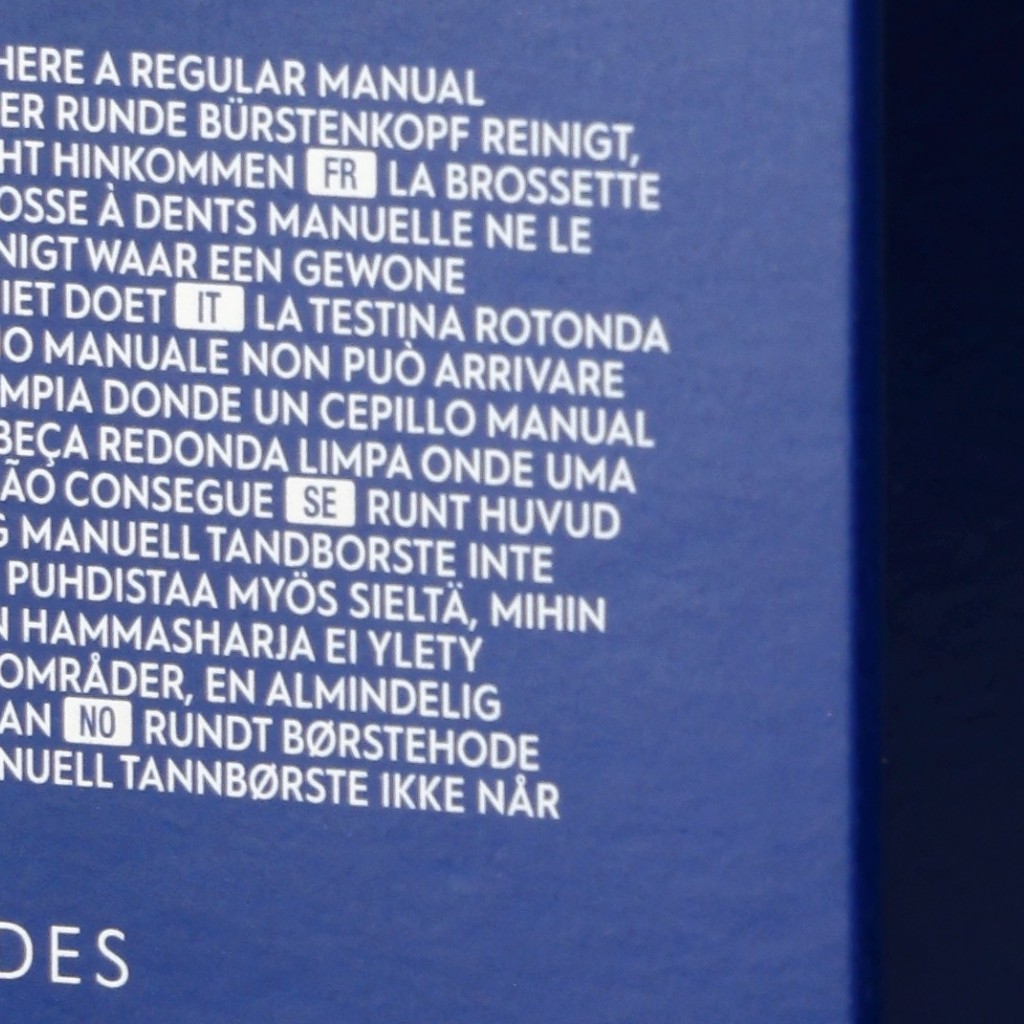 HERE A REGULAR MANUAL
ER RUNDE BÜRSTENKOPF REINIGT,
HT HINKOMMEN FR LA BROSSETTE
OSSE À DENTS MANUELLE NE LE
NIGT WAAR EEN GEWONE
IET DOET IT LA TESTINA ROTONDA
O MANUALE NON PUÒ ARRIVARE
MPIA DONDE UN CEPILLO MANUAL
BEÇA REDONDA LIMPA ONDE UMA
ÃO CONSEGUE SE RUNT HUVUD
G MANUELL TANDBORSTE INTE
PUHDISTAA MYÖS SIELTÄ, MIHIN
N HAMMASHARJA EI YLETY
OMRÅDER, EN ALMINDELIG
AN NO RUNDT BØRSTEHODE
NUELL TANNBØRSTE IKKE NÅR
DES